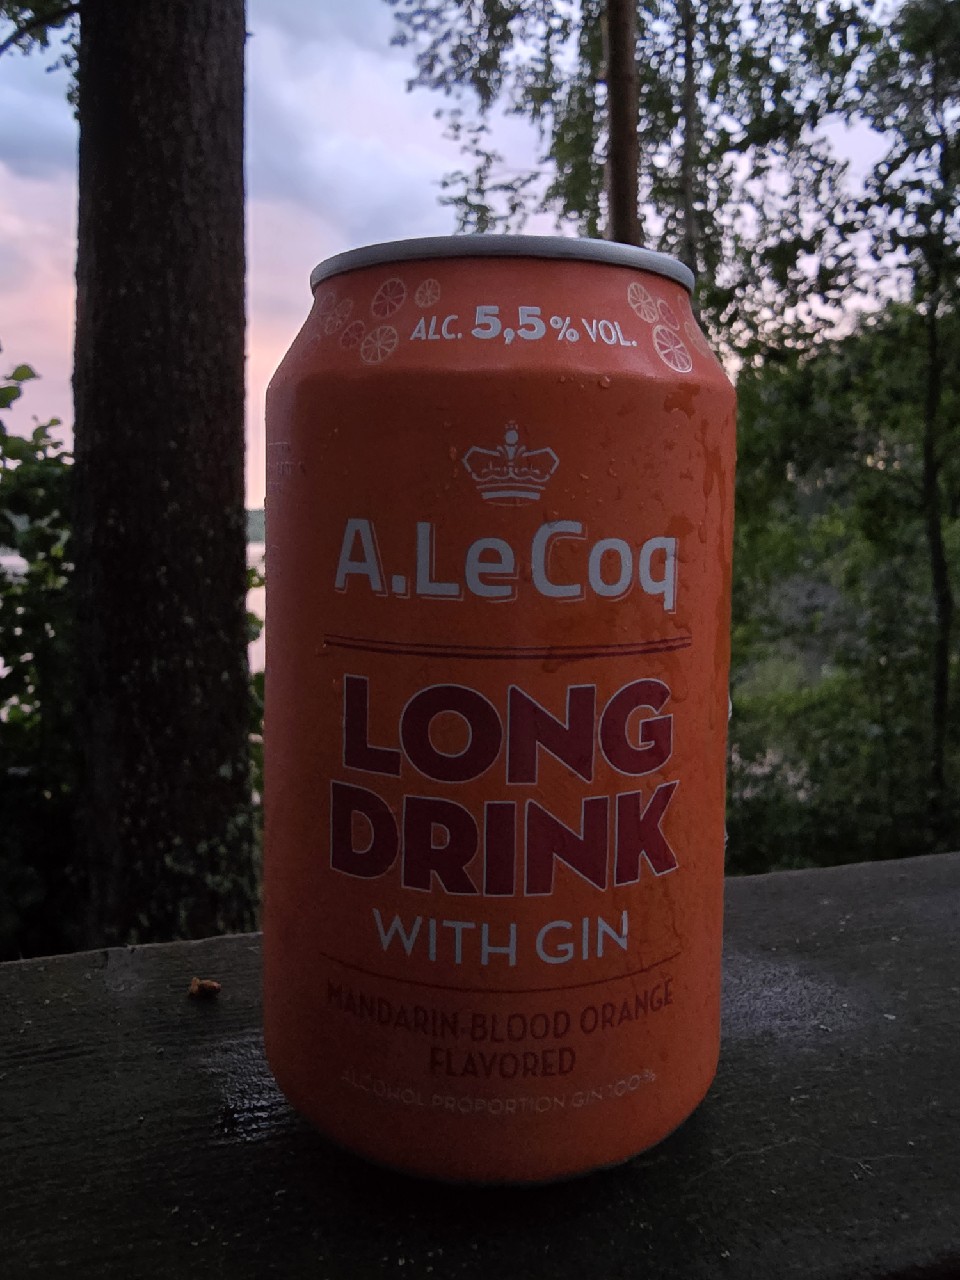 ALC. 5,5% VOL.
A.Le Coq
LONG
DRINK
WITH GIN
MANDARIN-BLOOD ORANGE
FLAVORED
ALCOHOL PROPORTION GIN 100%